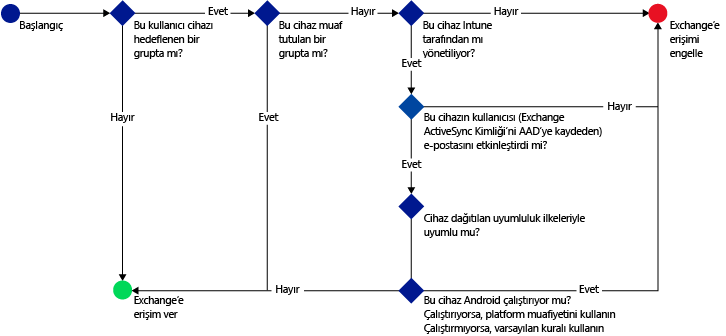 Başlangıç
Evet
Bu kullanıcı cihazı
hedeflenen bir
grupta mı?
Hayır
Bu cihaz muaf
tutulan bir
grupta mı?
Hayır
Bu cihaz Intune
tarafından mı
yönetiliyor?
Exchange'e
erişimi
engelle
Evet
Hayır
Bu cihazın kullanıcısı (Exchange
ActiveSync Kimliği'ni AAD'ye kaydeden)
e-postasını etkinleştirdi mi?
Hayır
Evet
Evet
Cihaz dağıtılan uyumluluk ilkeleriyle
uyumlu mu?
Hayır
Evet
Exchange'e
erişim ver
Bu cihaz Android çalıştırıyor mu?
Çalıştırıyorsa, platform muafiyetini kullanın
Çalıştırmıyorsa, varsayılan kuralı kullanın